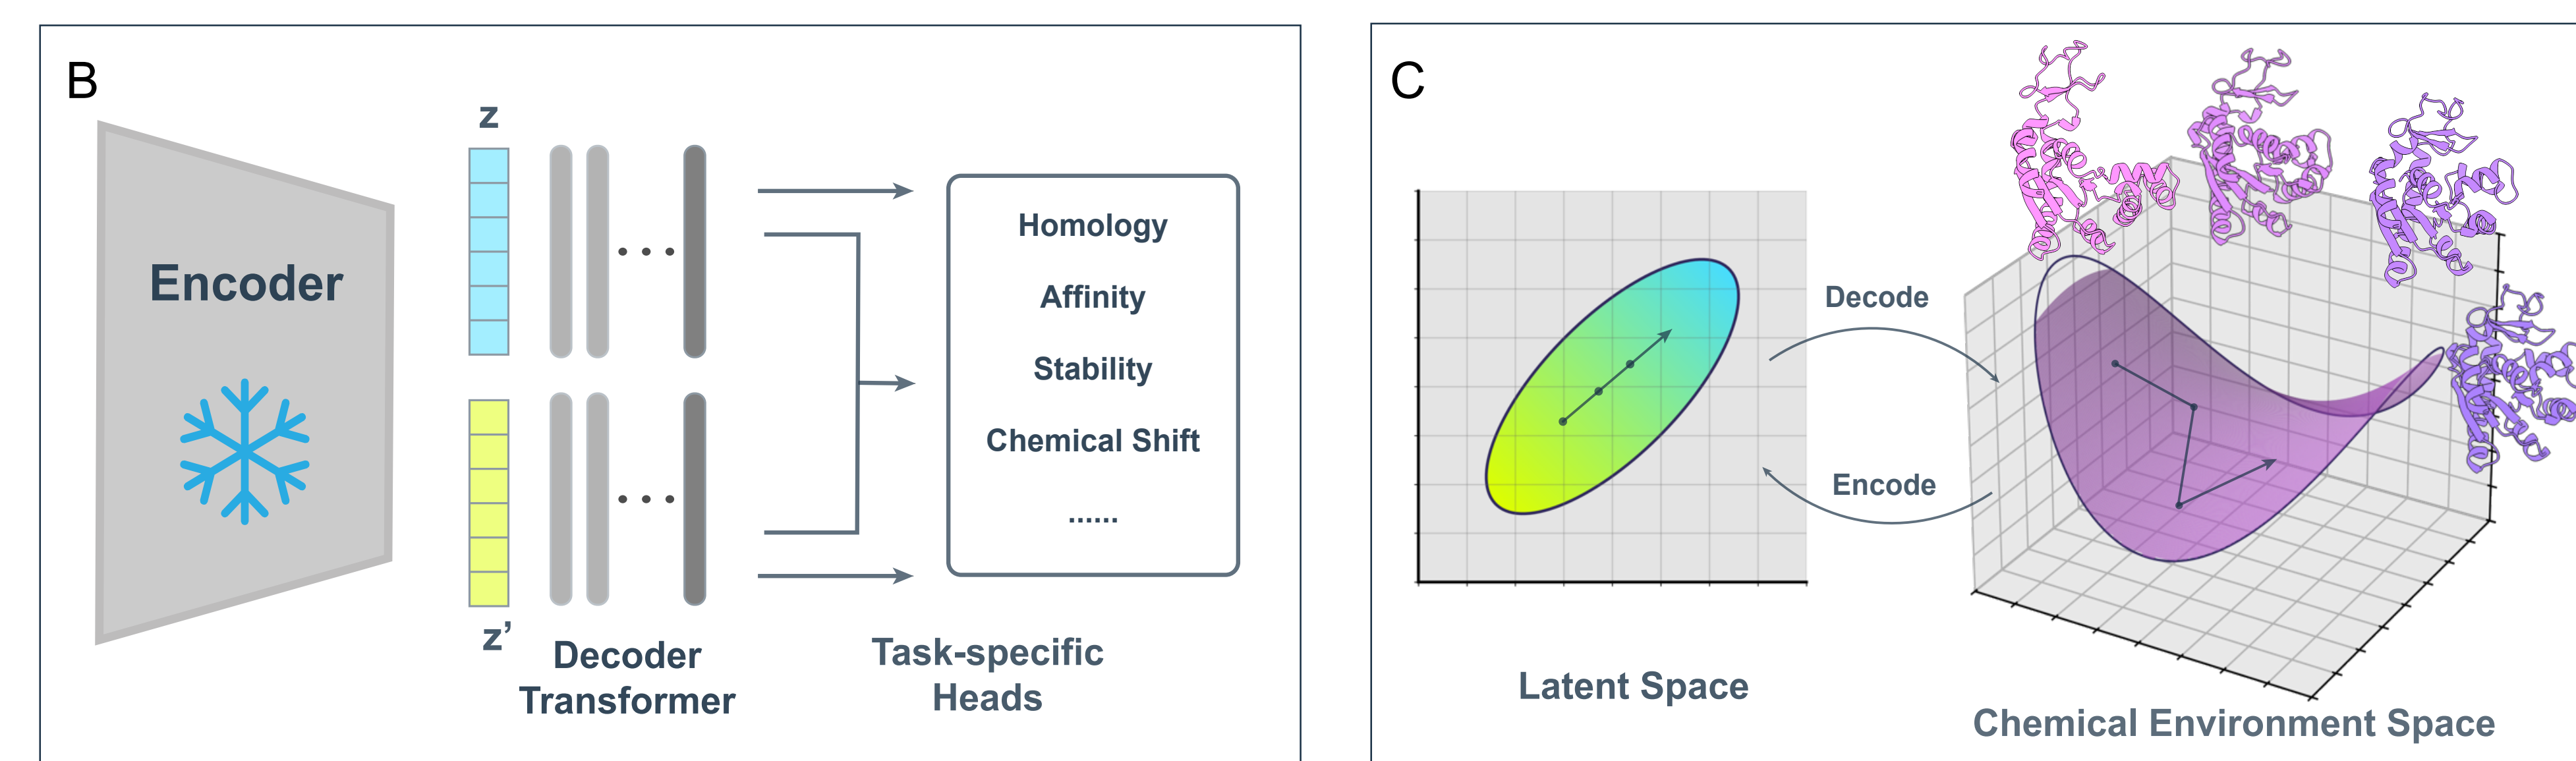 B
Encoder
z
z’
Decoder
Transformer
Homology
Affinity
Stability
Chemical Shift
......
Task-specific
Heads
C
Decode
Encode
Latent Space
Chemical Environment Space